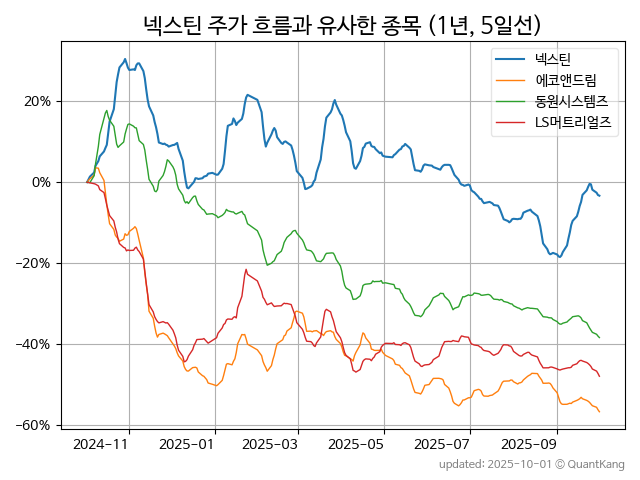 넥스틴 주가 흐름과 유사한 종목 (1년, 5일선)
넥스틴
에코앤드림
동원시스템즈
LS머트리얼즈
20%
0%
−20%
−40%
−60%
2024-11 2025-01 2025-03 2025-05 2025-07 2025-09
updated: 2025-10-01 © QuantKang